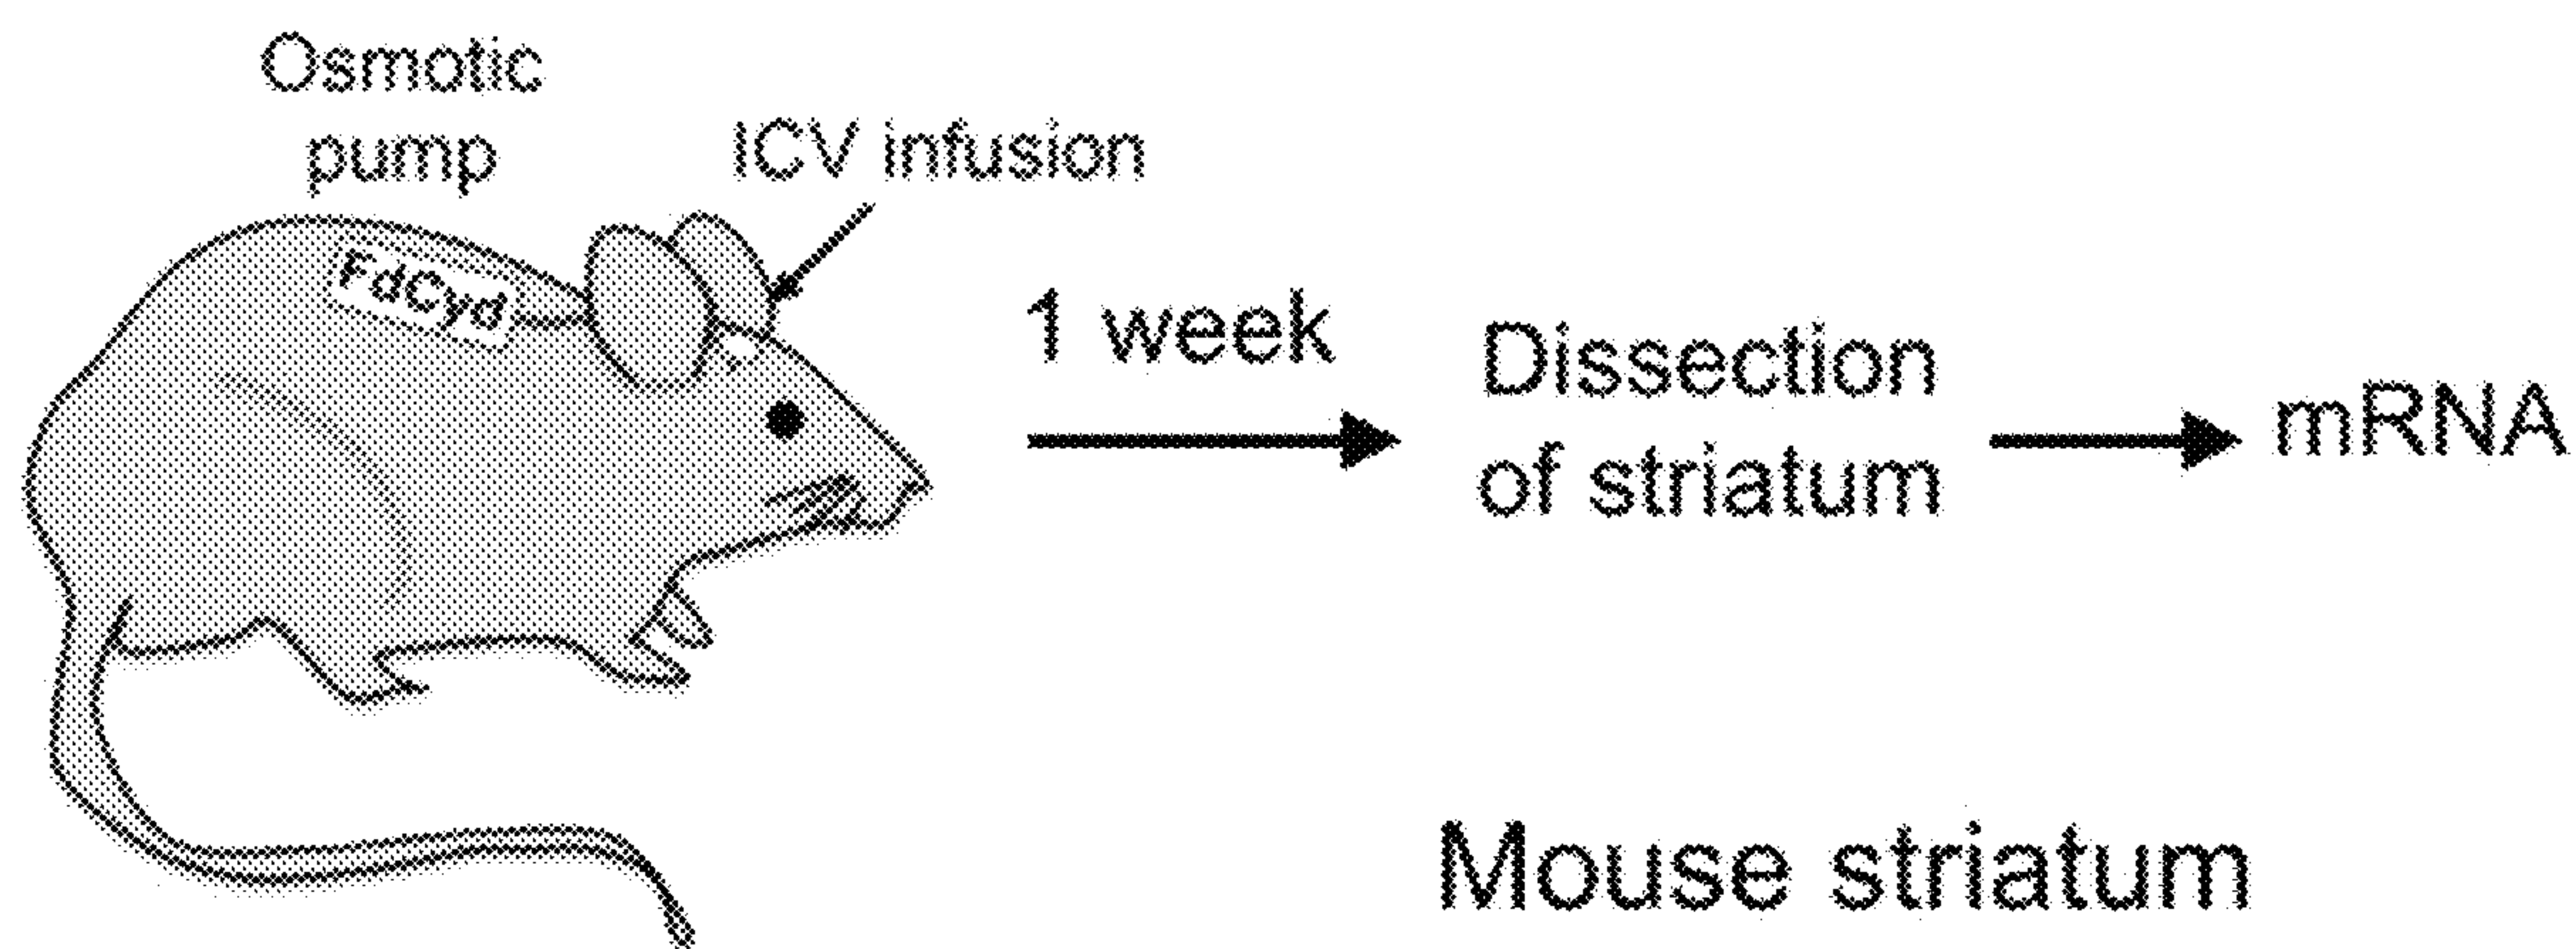 Osmotic
pump
ICV infusion
FdCyd
1 week
Dissection
of striatum
mRNA
Mouse striatum